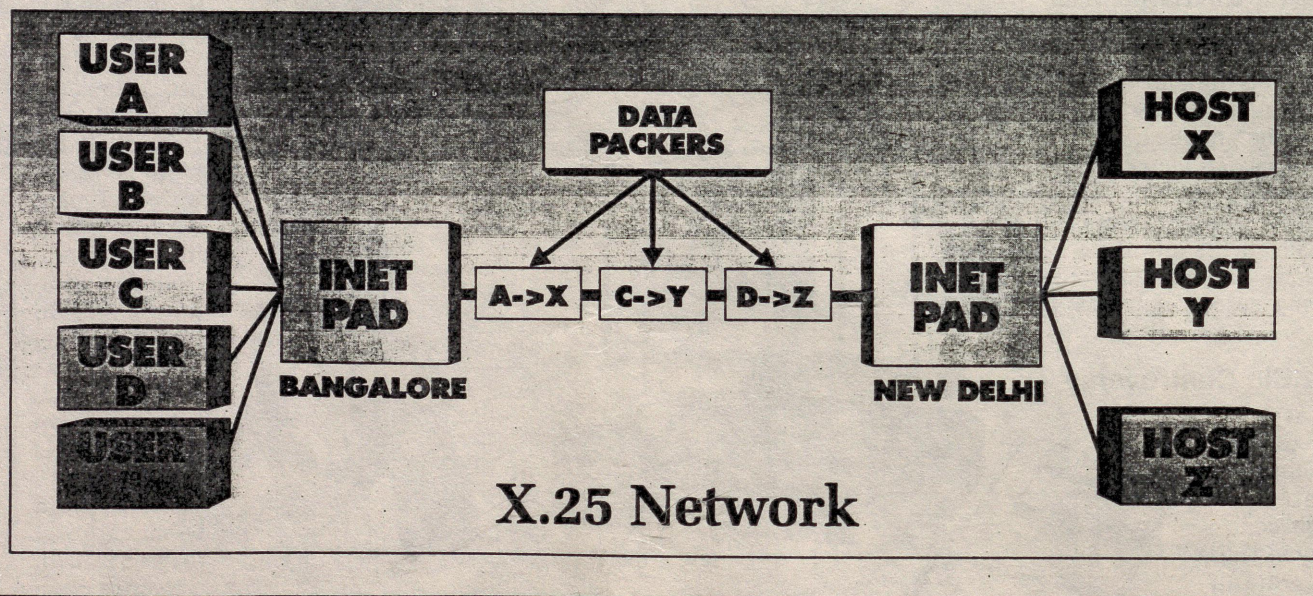 USER
A
USER
B
USER
C
USER
D
USER
INET
PAD
BANGALORE
DATA
PACKERS
A->X
C->Y
D->Z
INET
PAD
NEW DELHI
HOST
X
HOST
Y
HOST
Z
X.25 Network